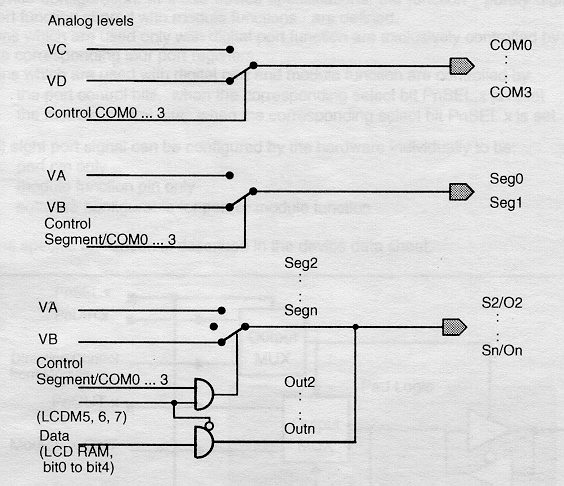 Analog levels
VC
VD
Control COM0 ... 3
COM0
COM3
VA
VB
Control
Segment/COM0 ... 3
Seg0
Seg1
Seg2
Segn
VA
VB
Control
Segment/COM0 ... 3
(LCDM5, 6, 7)
Data
(LCD RAM,
bit0 to bit4)
Out2
Outn
S2/O2
Sn/On